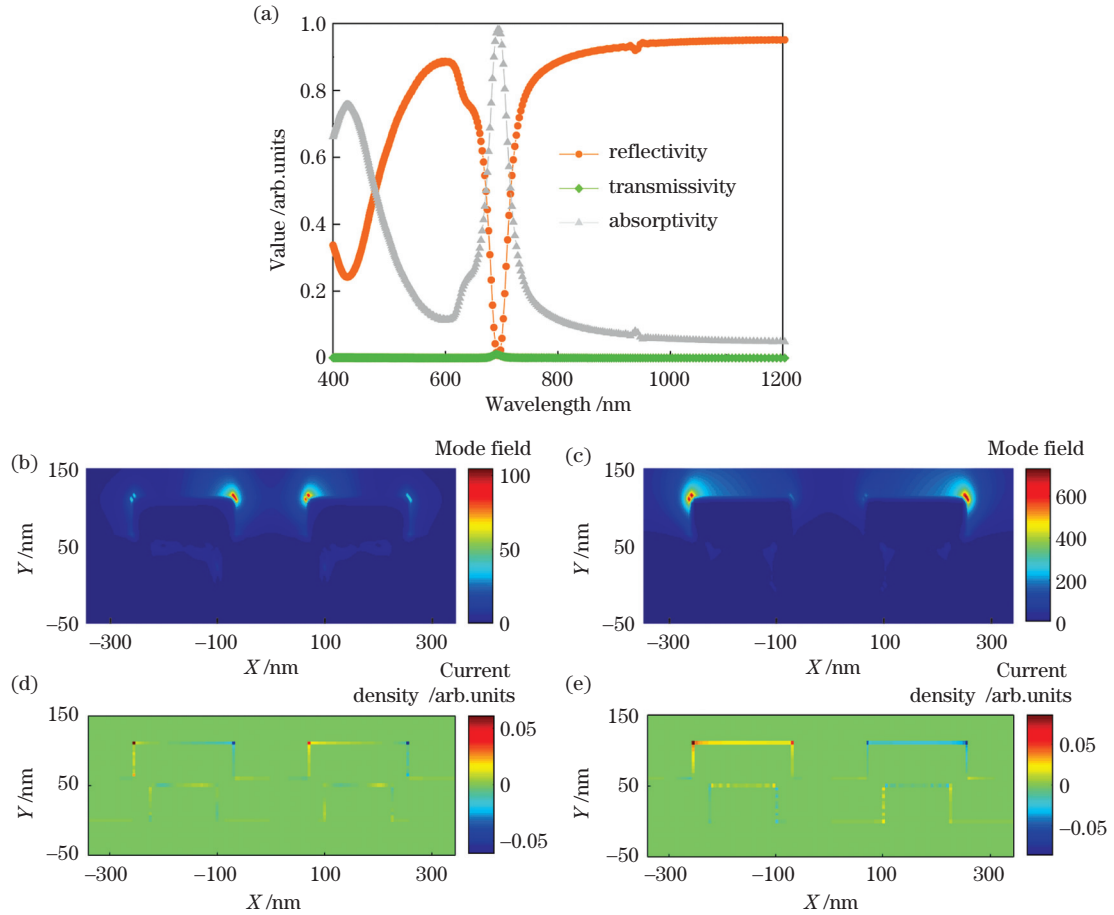 (a)
1.0
0.8
0.6
0.4
0.2
0
Value /arb.units
reflectivity
transmissivity
absorptivity
400
600
800
1000
1200
Wavelength /nm
(b)
Mode field
150
50
−50
Y /nm
100
50
0
−300
−100
100
300
X /nm
(c)
Mode field
150
50
−50
Y /nm
600
400
200
0
−300
−100
100
300
X /nm
(d)
Current
density /arb.units
150
50
−50
Y /nm
0.05
0
−0.05
−300
−100
100
300
X /nm
(e)
Current
density /arb.units
150
50
−50
Y /nm
0.05
0
−0.05
−300
−100
100
300
X /nm